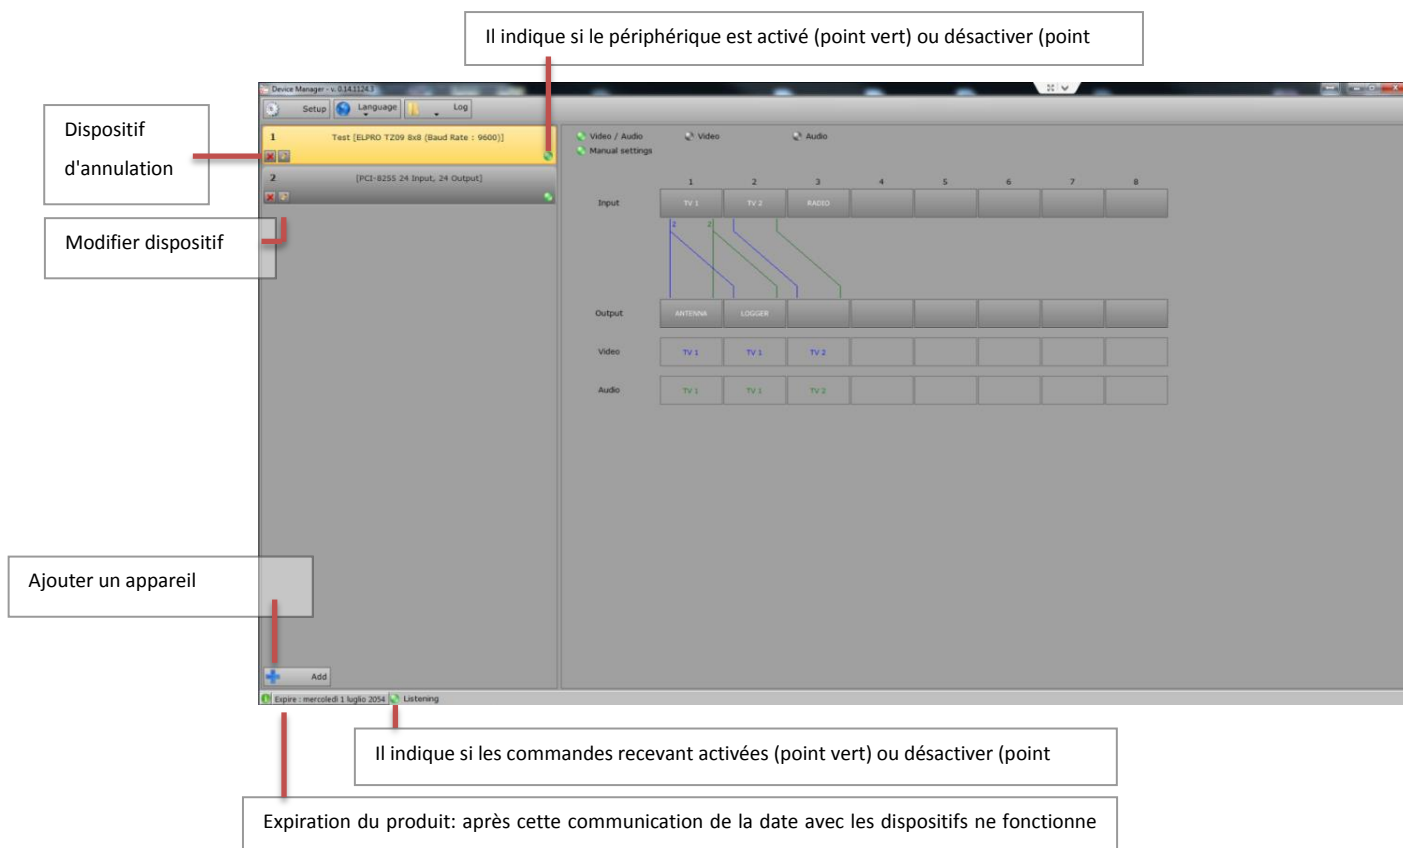 Il indique si le périphérique est activé (point vert) ou désactiver (point
Device Manager - v. 0.14.1124.3
Setup Language Log
Dispositif
d'annulation
1 Test [ELPRO TZ09 8x8 (Baud Rate : 9600)]
2 [PCI-8255 24 Input, 24 Output]
Modifier dispositif
Video / Audio Video Audio
Manual settings
1 2 3 4 5 6 7 8
Input TV 1 TV 2 RADIO
2 2
Output ANTENNA LOGGER
Video TV 1 TV 1 TV 2
Audio TV 1 TV 1 TV 2
Ajouter un appareil
Add
Expire : mercoledì 1 luglio 2054 Listening
Il indique si les commandes recevant activées (point vert) ou désactiver (point
Expiration du produit: après cette communication de la date avec les dispositifs ne fonctionne